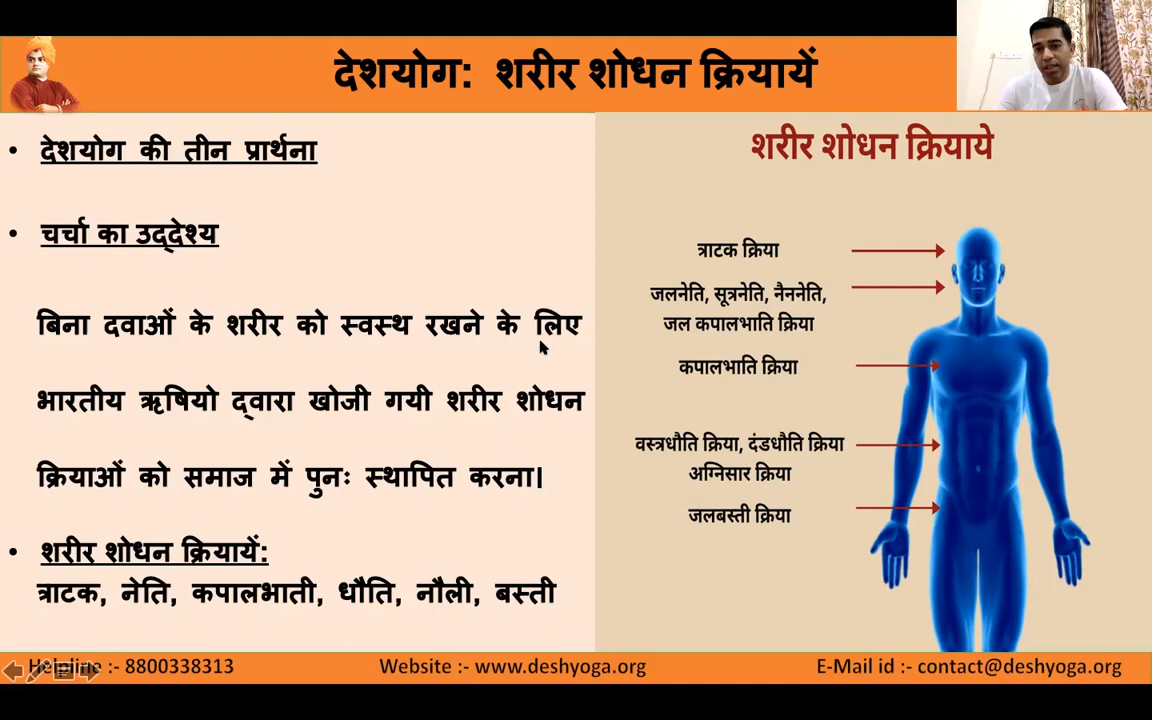 देशयोग: शरीर शोधन क्रियायें
• देशयोग की तीन प्रार्थना
• चर्चा का उद्देश्य
बिना दवाओं के शरीर को स्वस्थ रखने के लिए
भारतीय ऋषियो द्वारा खोजी गयी शरीर शोधन
क्रियाओं को समाज में पुनः स्थापित करना।
• शरीर शोधन क्रियायें:
त्राटक, नेति, कपालभाती, धौति, नौली, बस्ती
शरीर शोधन क्रियाये
त्राटक क्रिया
जलनेति, सूत्रनेति, नैननेति,
जल कपालभाति क्रिया
कपालभाति क्रिया
वस्त्रधौति क्रिया, दंडधौति क्रिया
अग्निसार क्रिया
जलबस्ती क्रिया
Helpline :- 8800338313
Website :- www.deshyoga.org
E-Mail id :- contact@deshyoga.org